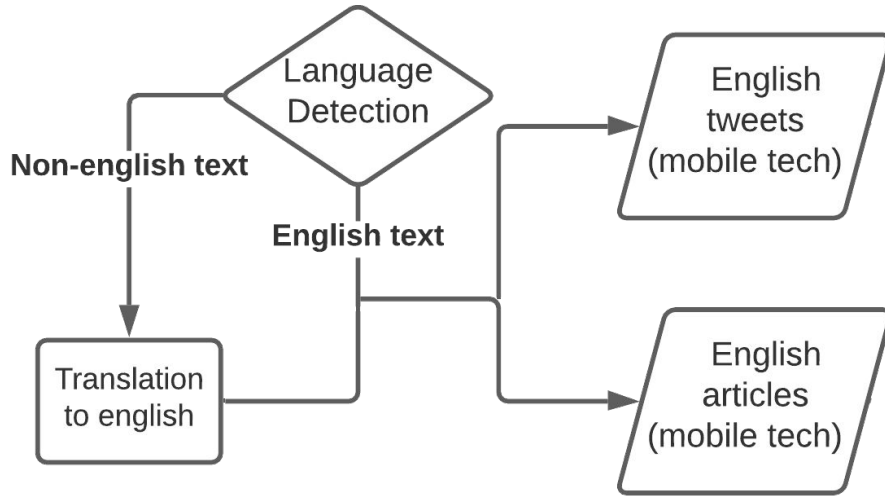 Language
Detection
Non-english text
English text
Translation
to english
English
tweets
(mobile tech)
English
articles
(mobile tech)